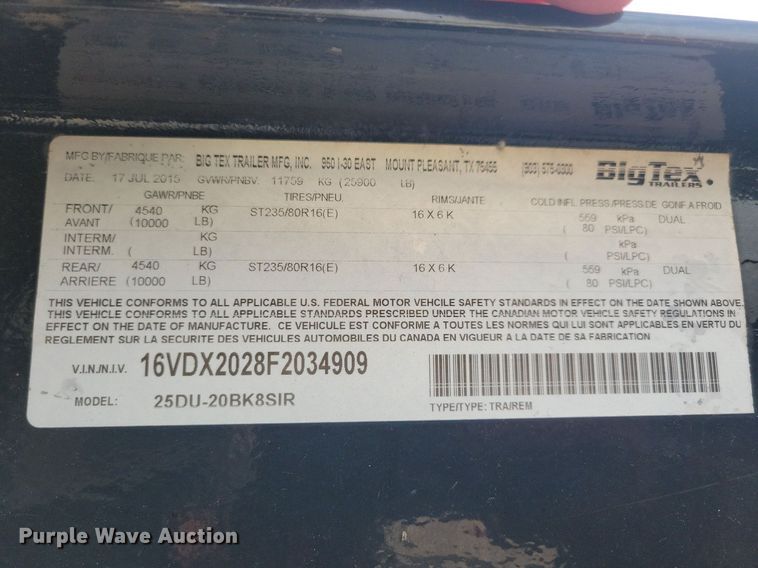 MFG BY/FABRIQUE PAR: BIG TEX TRAILER MFG, INC. 950 I-30 EAST MOUNT PLEASANT, TX 75455 (903) 575-0300
BigTex
TRAILERS
DATE: 17 JUL 2015 GVWR/PNBV: 11759 KG (25900 LB)
GAWR/PNBE TIRES/PNEU. RIMS/JANTE COLD INFL. PRESS./PRESS.DE GONF A FROID
FRONT/ 4540 KG ST235/80R16(E) 16 X 6 K 559 kPa DUAL
AVANT (10000 LB) ( 80 PSI/LPC)
INTERM/ KG kPa
INTERM. ( LB) ( PSI/LPC)
REAR/ 4540 KG ST235/80R16(E) 16 X 6 K 559 kPa DUAL
ARRIERE (10000 LB) ( 80 PSI/LPC)
THIS VEHICLE CONFORMS TO ALL APPLICABLE U.S. FEDERAL MOTOR VEHCILE SAFETY STANDARDS IN EFFECT ON THE DATE SHOWN ABOVE.
THIS VEHICLE CONFORMS TO ALL APPLICABLE STANDARDS PRESCRIBED UNDER THE CANADIAN MOTOR VEHICLE SAFETY REGULATIONS
IN EFFECT ON THE DATE OF MANUFACTURE. CE VEHICULE EST CONFORME A TOUTES LES NORMES QUI LUI SONT APPLICABLES EN VERTU DU
REGLEMENT SUR LA SECURITE DES VEHICULES AUTOMOBILES DU CANADA EN VIGUEUR A LA DATE DE SA FABRICATION
V.I.N./N.I.V. 16VDX2028F2034909
MODEL: 25DU-20BK8SIR TYPE/TYPE: TRA/REM
Purple Wave Auction